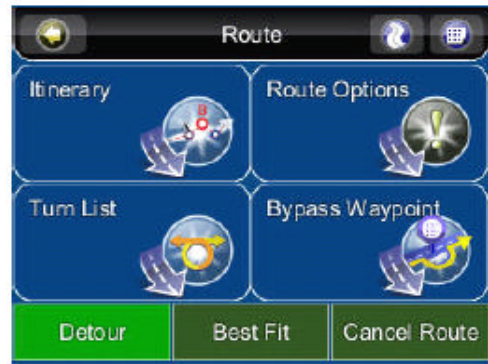 Route
Itinerary
Route Options
Turn List
Bypass Waypoint
Detour
Best Fit
Cancel Route